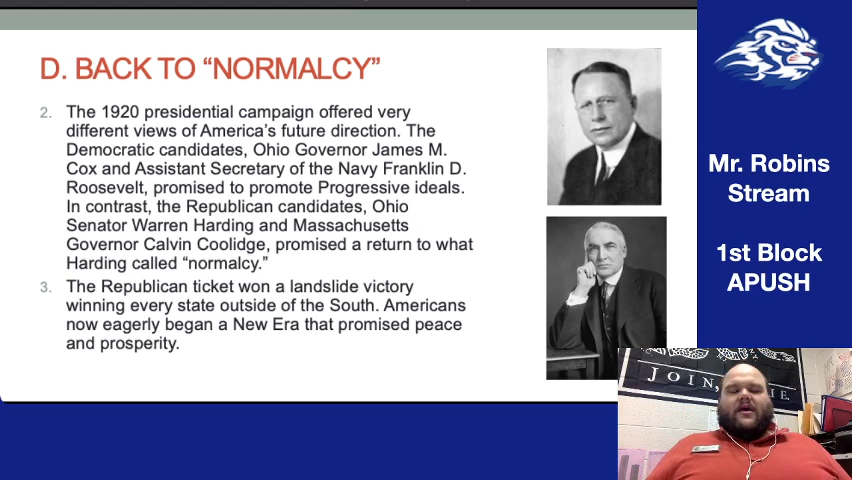 D. BACK TO “NORMALCY”
2. The 1920 presidential campaign offered very
different views of America’s future direction. The
Democratic candidates, Ohio Governor James M.
Cox and Assistant Secretary of the Navy Franklin D.
Roosevelt, promised to promote Progressive ideals.
In contrast, the Republican candidates, Ohio
Senator Warren Harding and Massachusetts
Governor Calvin Coolidge, promised a return to what
Harding called “normalcy.”
3. The Republican ticket won a landslide victory
winning every state outside of the South. Americans
now eagerly began a New Era that promised peace
and prosperity.
Mr. Robins
Stream
1st Block
APUSH
JOIN,
IE.